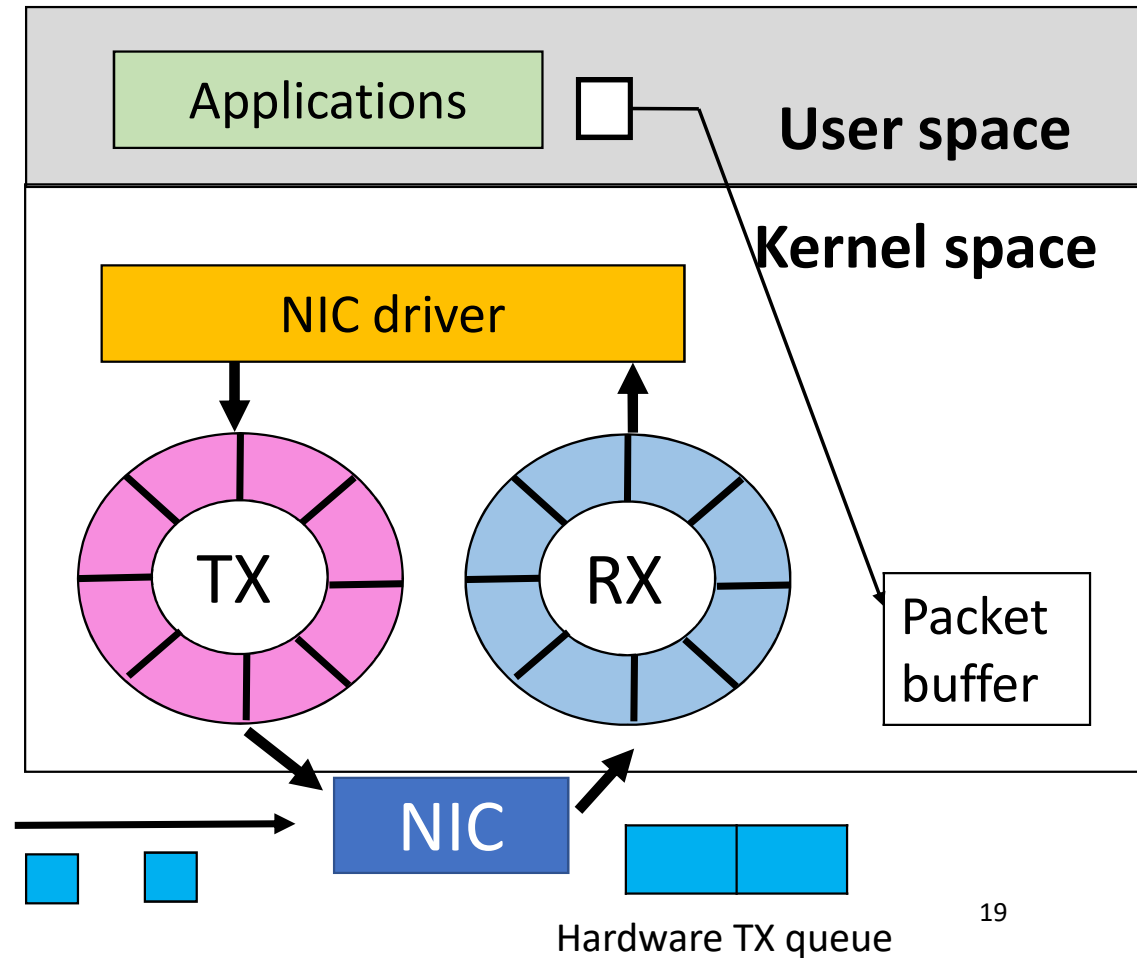 Applications
User space
Kernel space
NIC driver
TX
RX
Packet
buffer
NIC
19
Hardware TX queue